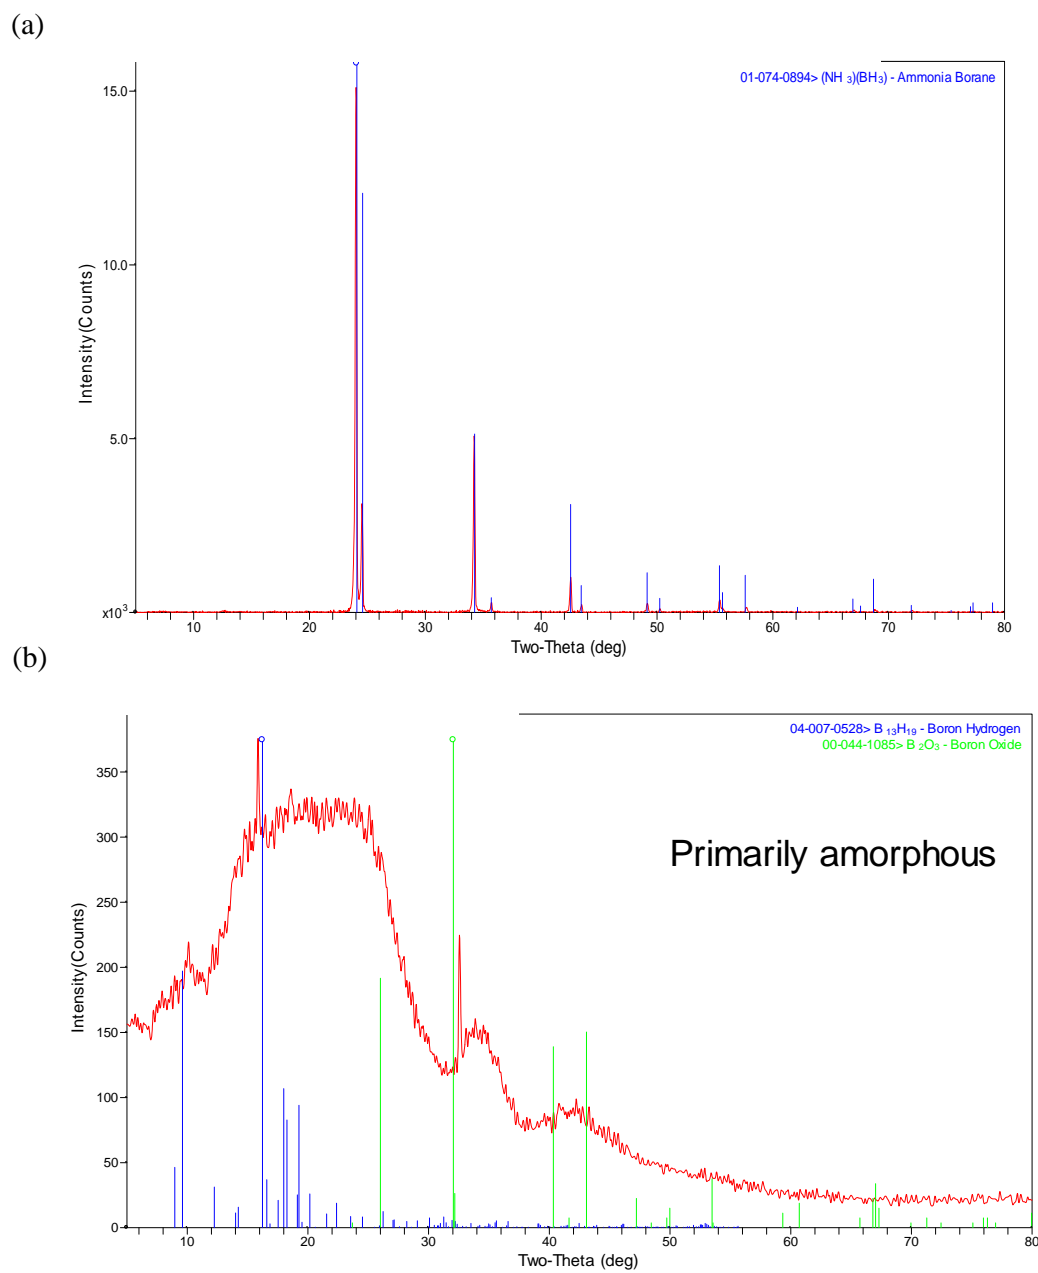 (a)
01-074-0894> (NH ₃)(BH₃) - Ammonia Borane
15.0
10.0
5.0
x10³
Intensity(Counts)
10 20 30 40 50 60 70 80
Two-Theta (deg)
(b)
04-007-0528> B ₁₃H₁₉ - Boron Hydrogen
00-044-1085> B ₂O₃ - Boron Oxide
Primarily amorphous
350
300
250
200
150
100
50
0
Intensity(Counts)
10 20 30 40 50 60 70 80
Two-Theta (deg)